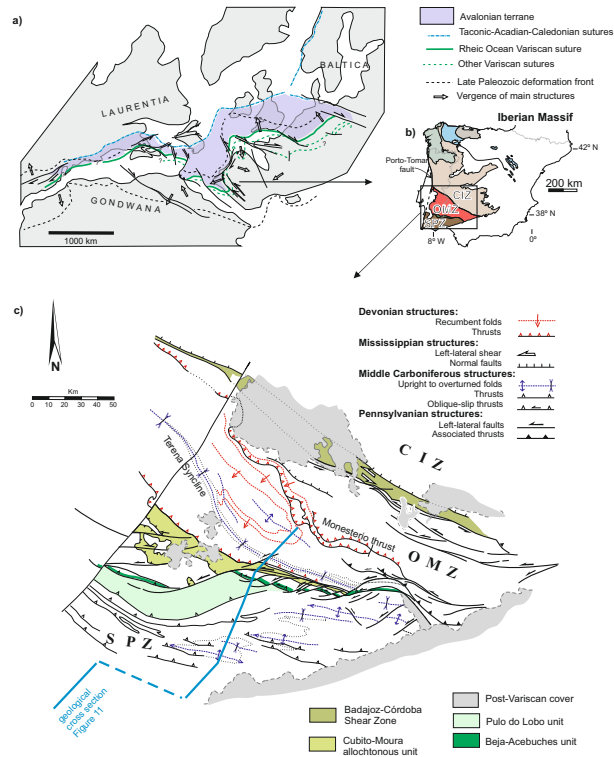 a)
Avalonian terrane
Taconic-Acadian-Caledonian sutures
Rheic Ocean Variscan suture
Other Variscan sutures
Late Paleozoic deformation front
Vergence of main structures
BALTICA
LAURENTIA
GONDWANA
?
1000 km
b)
Iberian Massif
42° N
Porto-Tomar
fault
200 km
CIZ
OMZ
SPZ
38° N
8° W
0°
c)
N
Km
0 10 20 30 40 50
Devonian structures:
Recumbent folds
Thrusts
Mississippian structures:
Left-lateral shear
Normal faults
Middle Carboniferous structures:
Upright to overturned folds
Thrusts
Oblique-slip thrusts
Pennsylvanian structures:
Left-lateral faults
Associated thrusts
CIZ
Terena Syncline
Monesterio thrust
OMZ
SPZ
geological
cross section
Figure 11
Badajoz-Córdoba
Shear Zone
Cubito-Moura
allochtonous unit
Post-Variscan cover
Pulo do Lobo unit
Beja-Acebuches unit